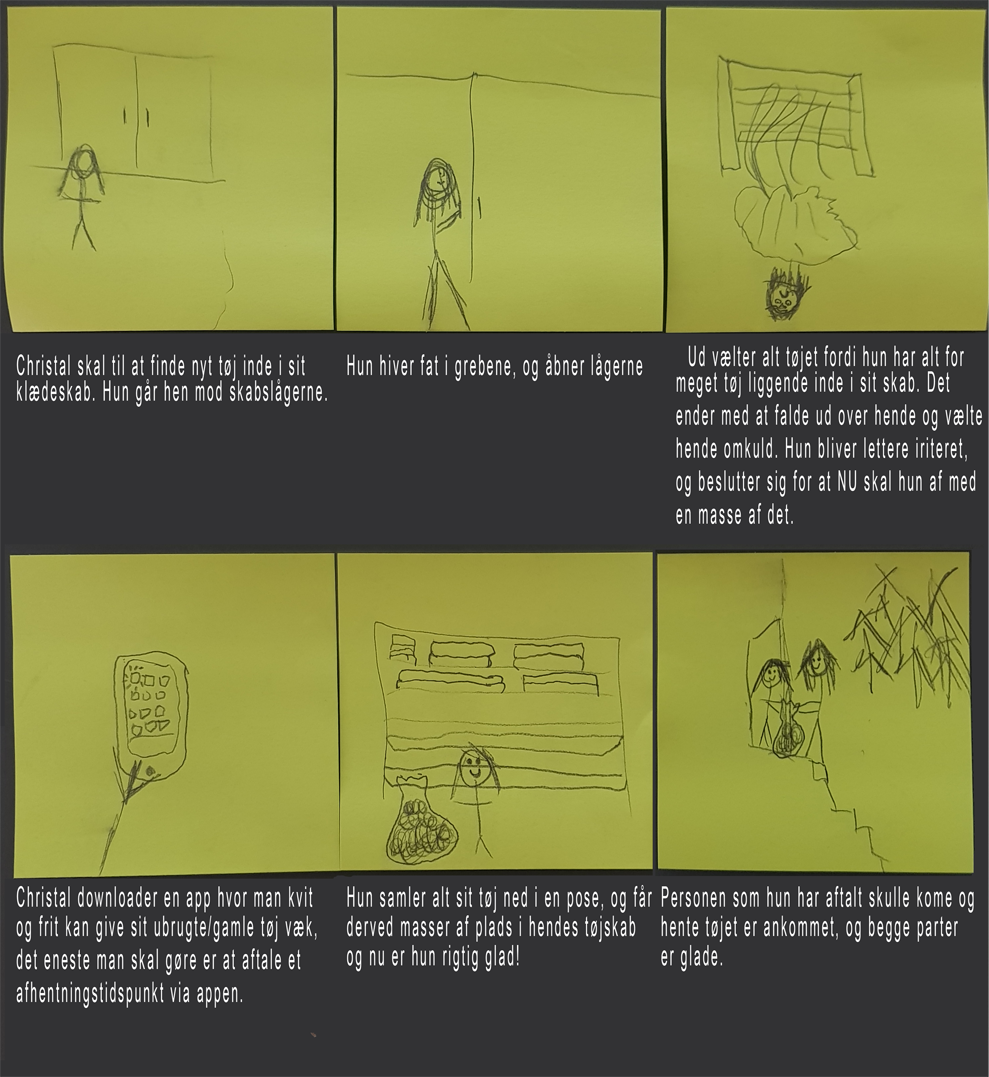 Christal skal til at finde nyt tøj inde i sit
klædeskab. Hun går hen mod skabslågerne.
Hun hiver fat i grebene, og åbner lågerne
Ud vælter alt tøjet fordi hun har alt for
meget tøj liggende inde i sit skab. Det
ender med at falde ud over hende og vælte
hende omkuld. Hun bliver lettere iriteret,
og beslutter sig for at NU skal hun af med
en masse af det.
Christal downloader en app hvor man kvit
og frit kan give sit ubrugte/gamle tøj væk,
det eneste man skal gøre er at aftale et
afhentningstidspunkt via appen.
Hun samler alt sit tøj ned i en pose, og får
derved masser af plads i hendes tøjskab
og nu er hun rigtig glad!
Personen som hun har aftalt skulle kome og
hente tøjet er ankommet, og begge parter
er glade.